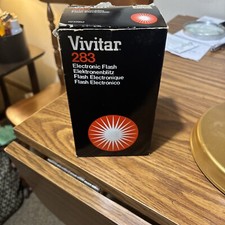 Vivitar
283
Electronic Flash
Elektronenblitz
Flash Electronique
Flash Electronico